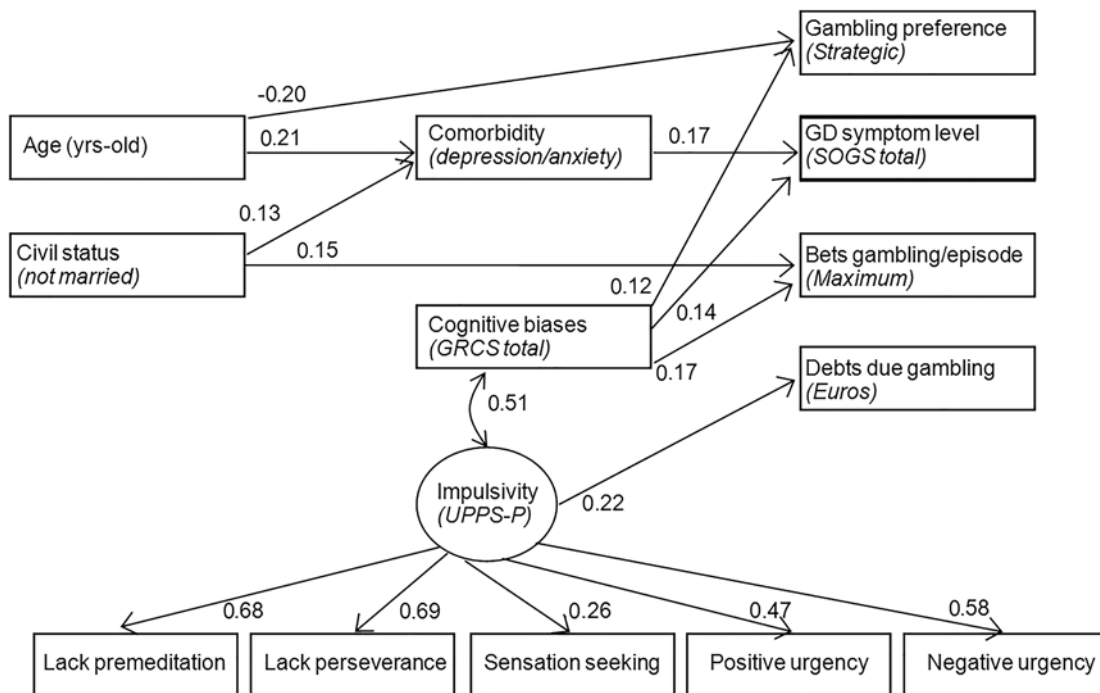 Gambling preference
(Strategic)
-0.20
Age (yrs-old)
0.21
Comorbidity
(depression/anxiety)
0.17
GD symptom level
(SOGS total)
0.13
Civil status
(not married)
0.15
Bets gambling/episode
(Maximum)
0.12
Cognitive biases
(GRCS total)
0.14
0.17
Debts due gambling
(Euros)
0.51
Impulsivity
(UPPS-P)
0.22
0.68
0.69
0.26
0.47
0.58
Lack premeditation
Lack perseverance
Sensation seeking
Positive urgency
Negative urgency